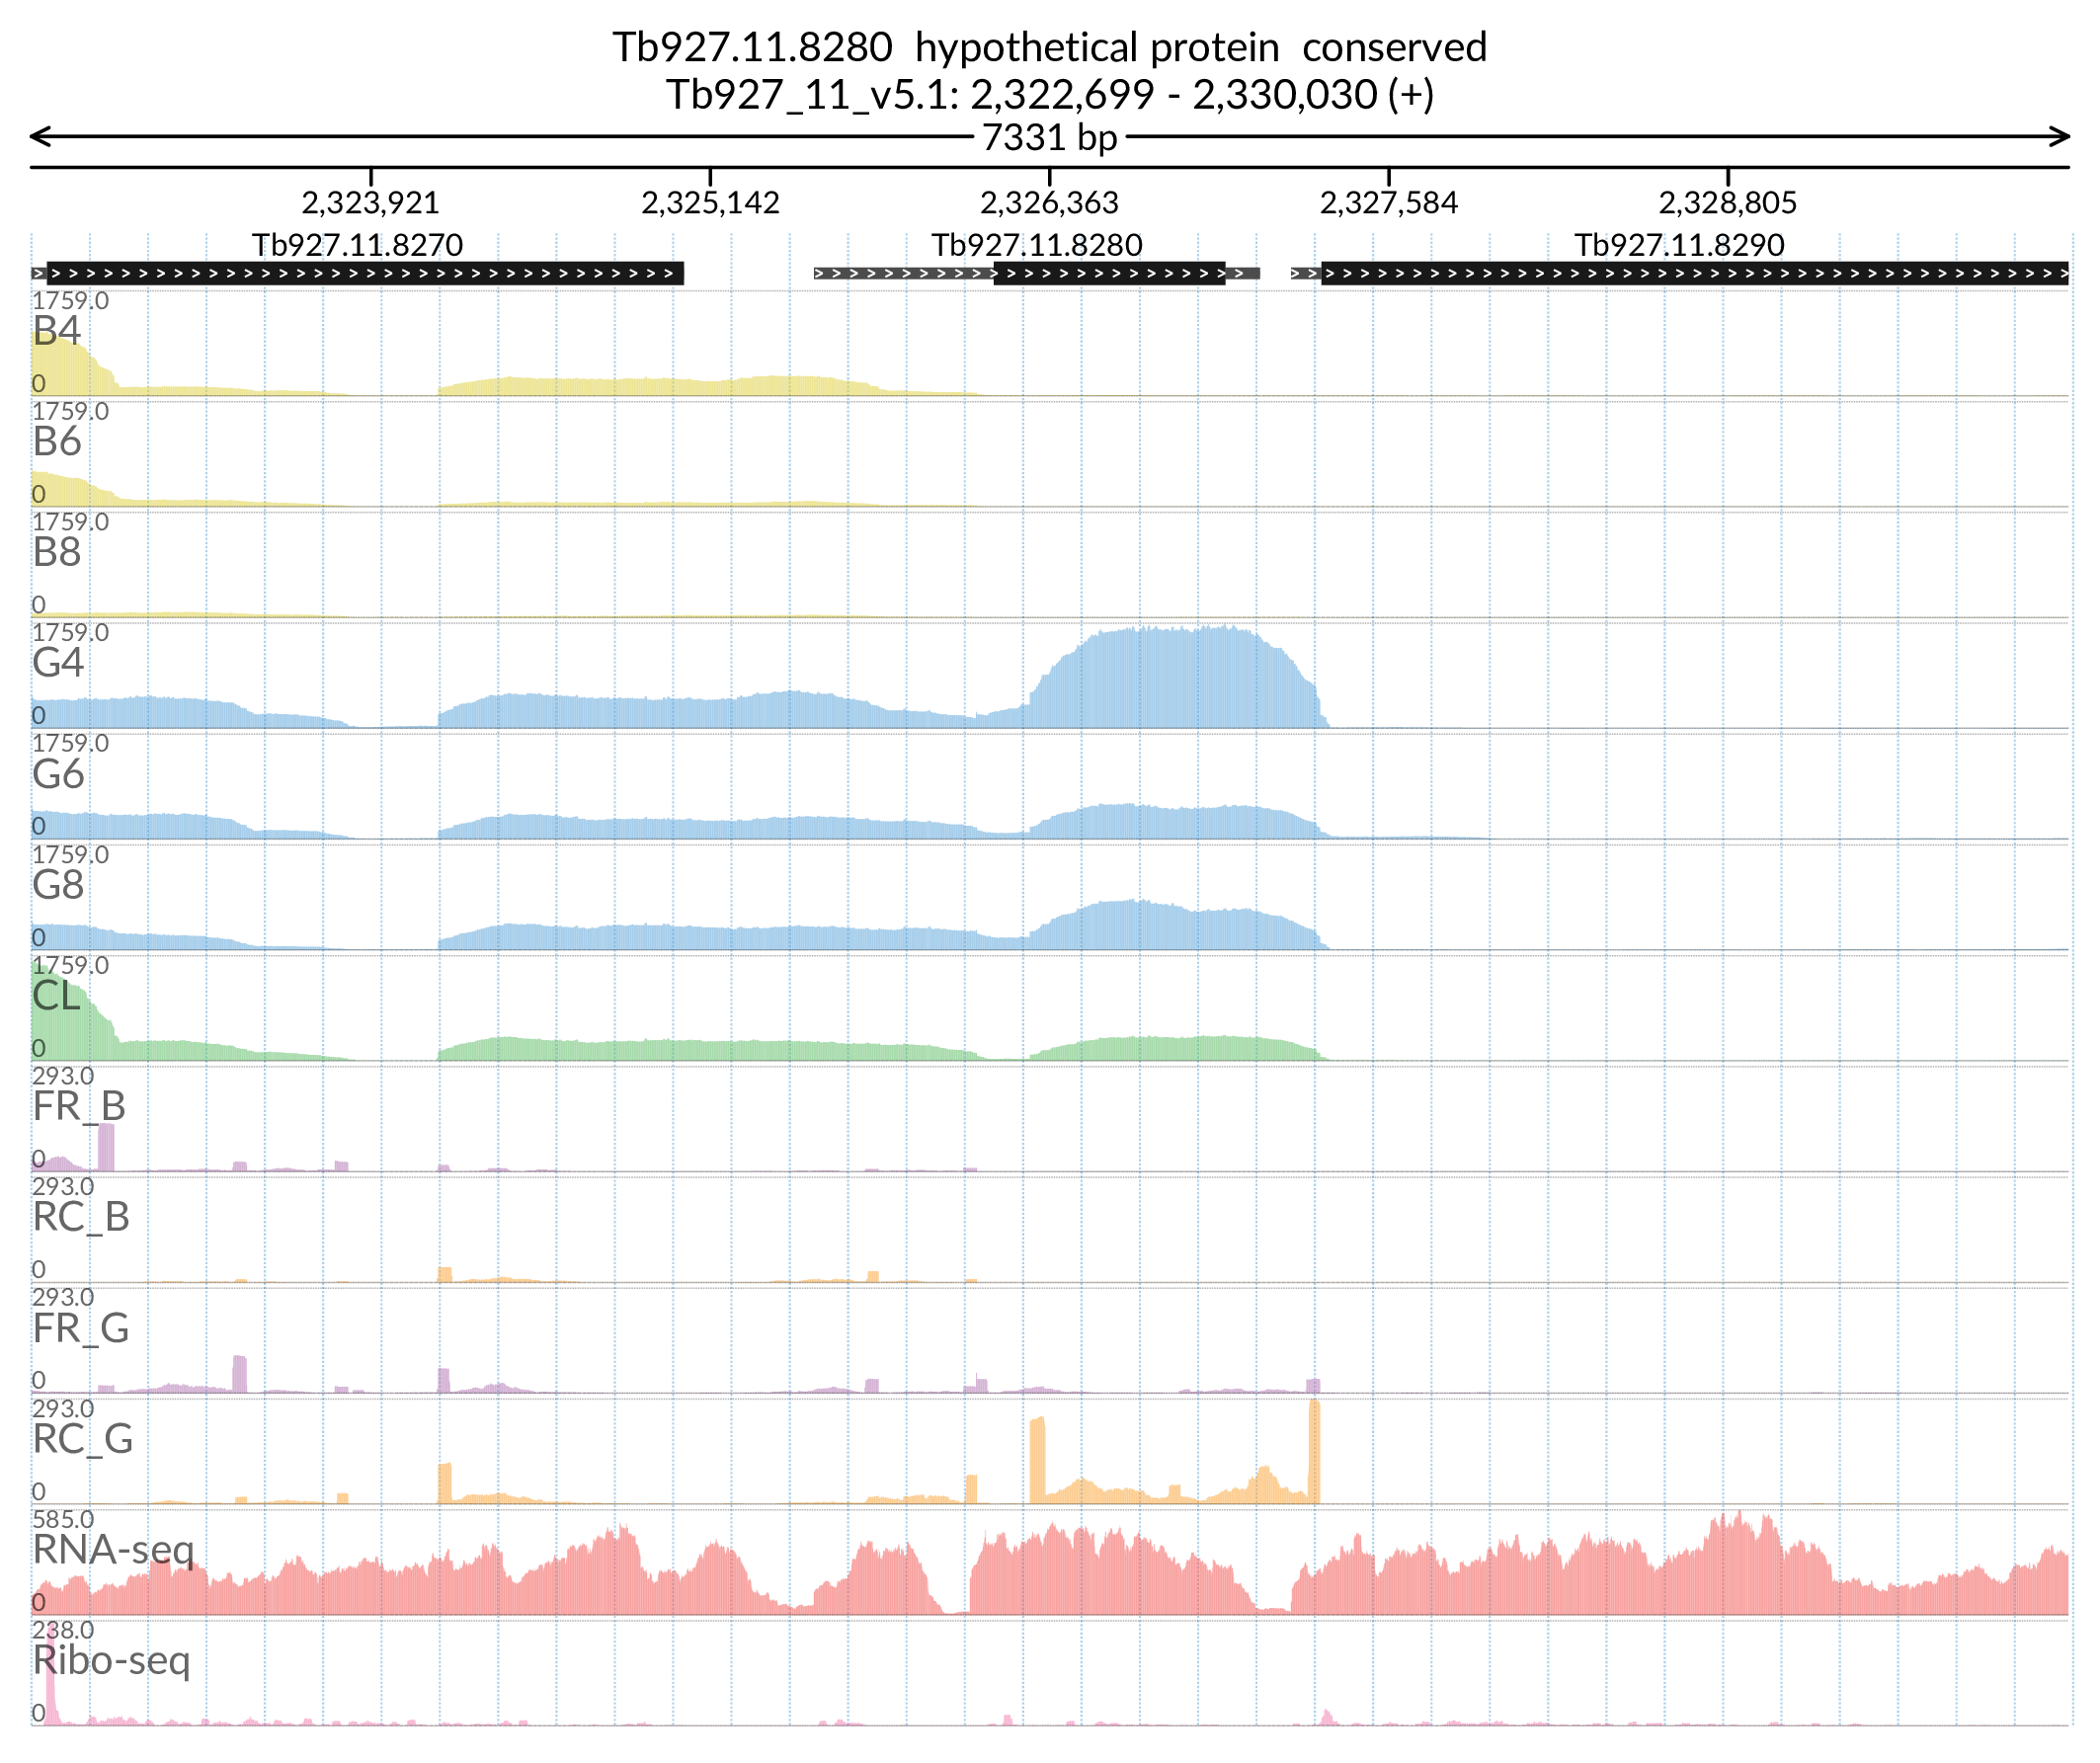 Tb927.11.8280  hypothetical protein  conserved
Tb927_11_v5.1: 2,322,699 - 2,330,030 (+)
7331 bp
2,323,921 2,325,142 2,326,363 2,327,584 2,328,805
Tb927.11.8270 Tb927.11.8280 Tb927.11.8290
1759.0
B4
0
1759.0
B6
0
1759.0
B8
0
1759.0
G4
0
1759.0
G6
0
1759.0
G8
0
1759.0
CL
0
293.0
FR_B
0
293.0
RC_B
0
293.0
FR_G
0
293.0
RC_G
0
585.0
RNA-seq
0
238.0
Ribo-seq
0